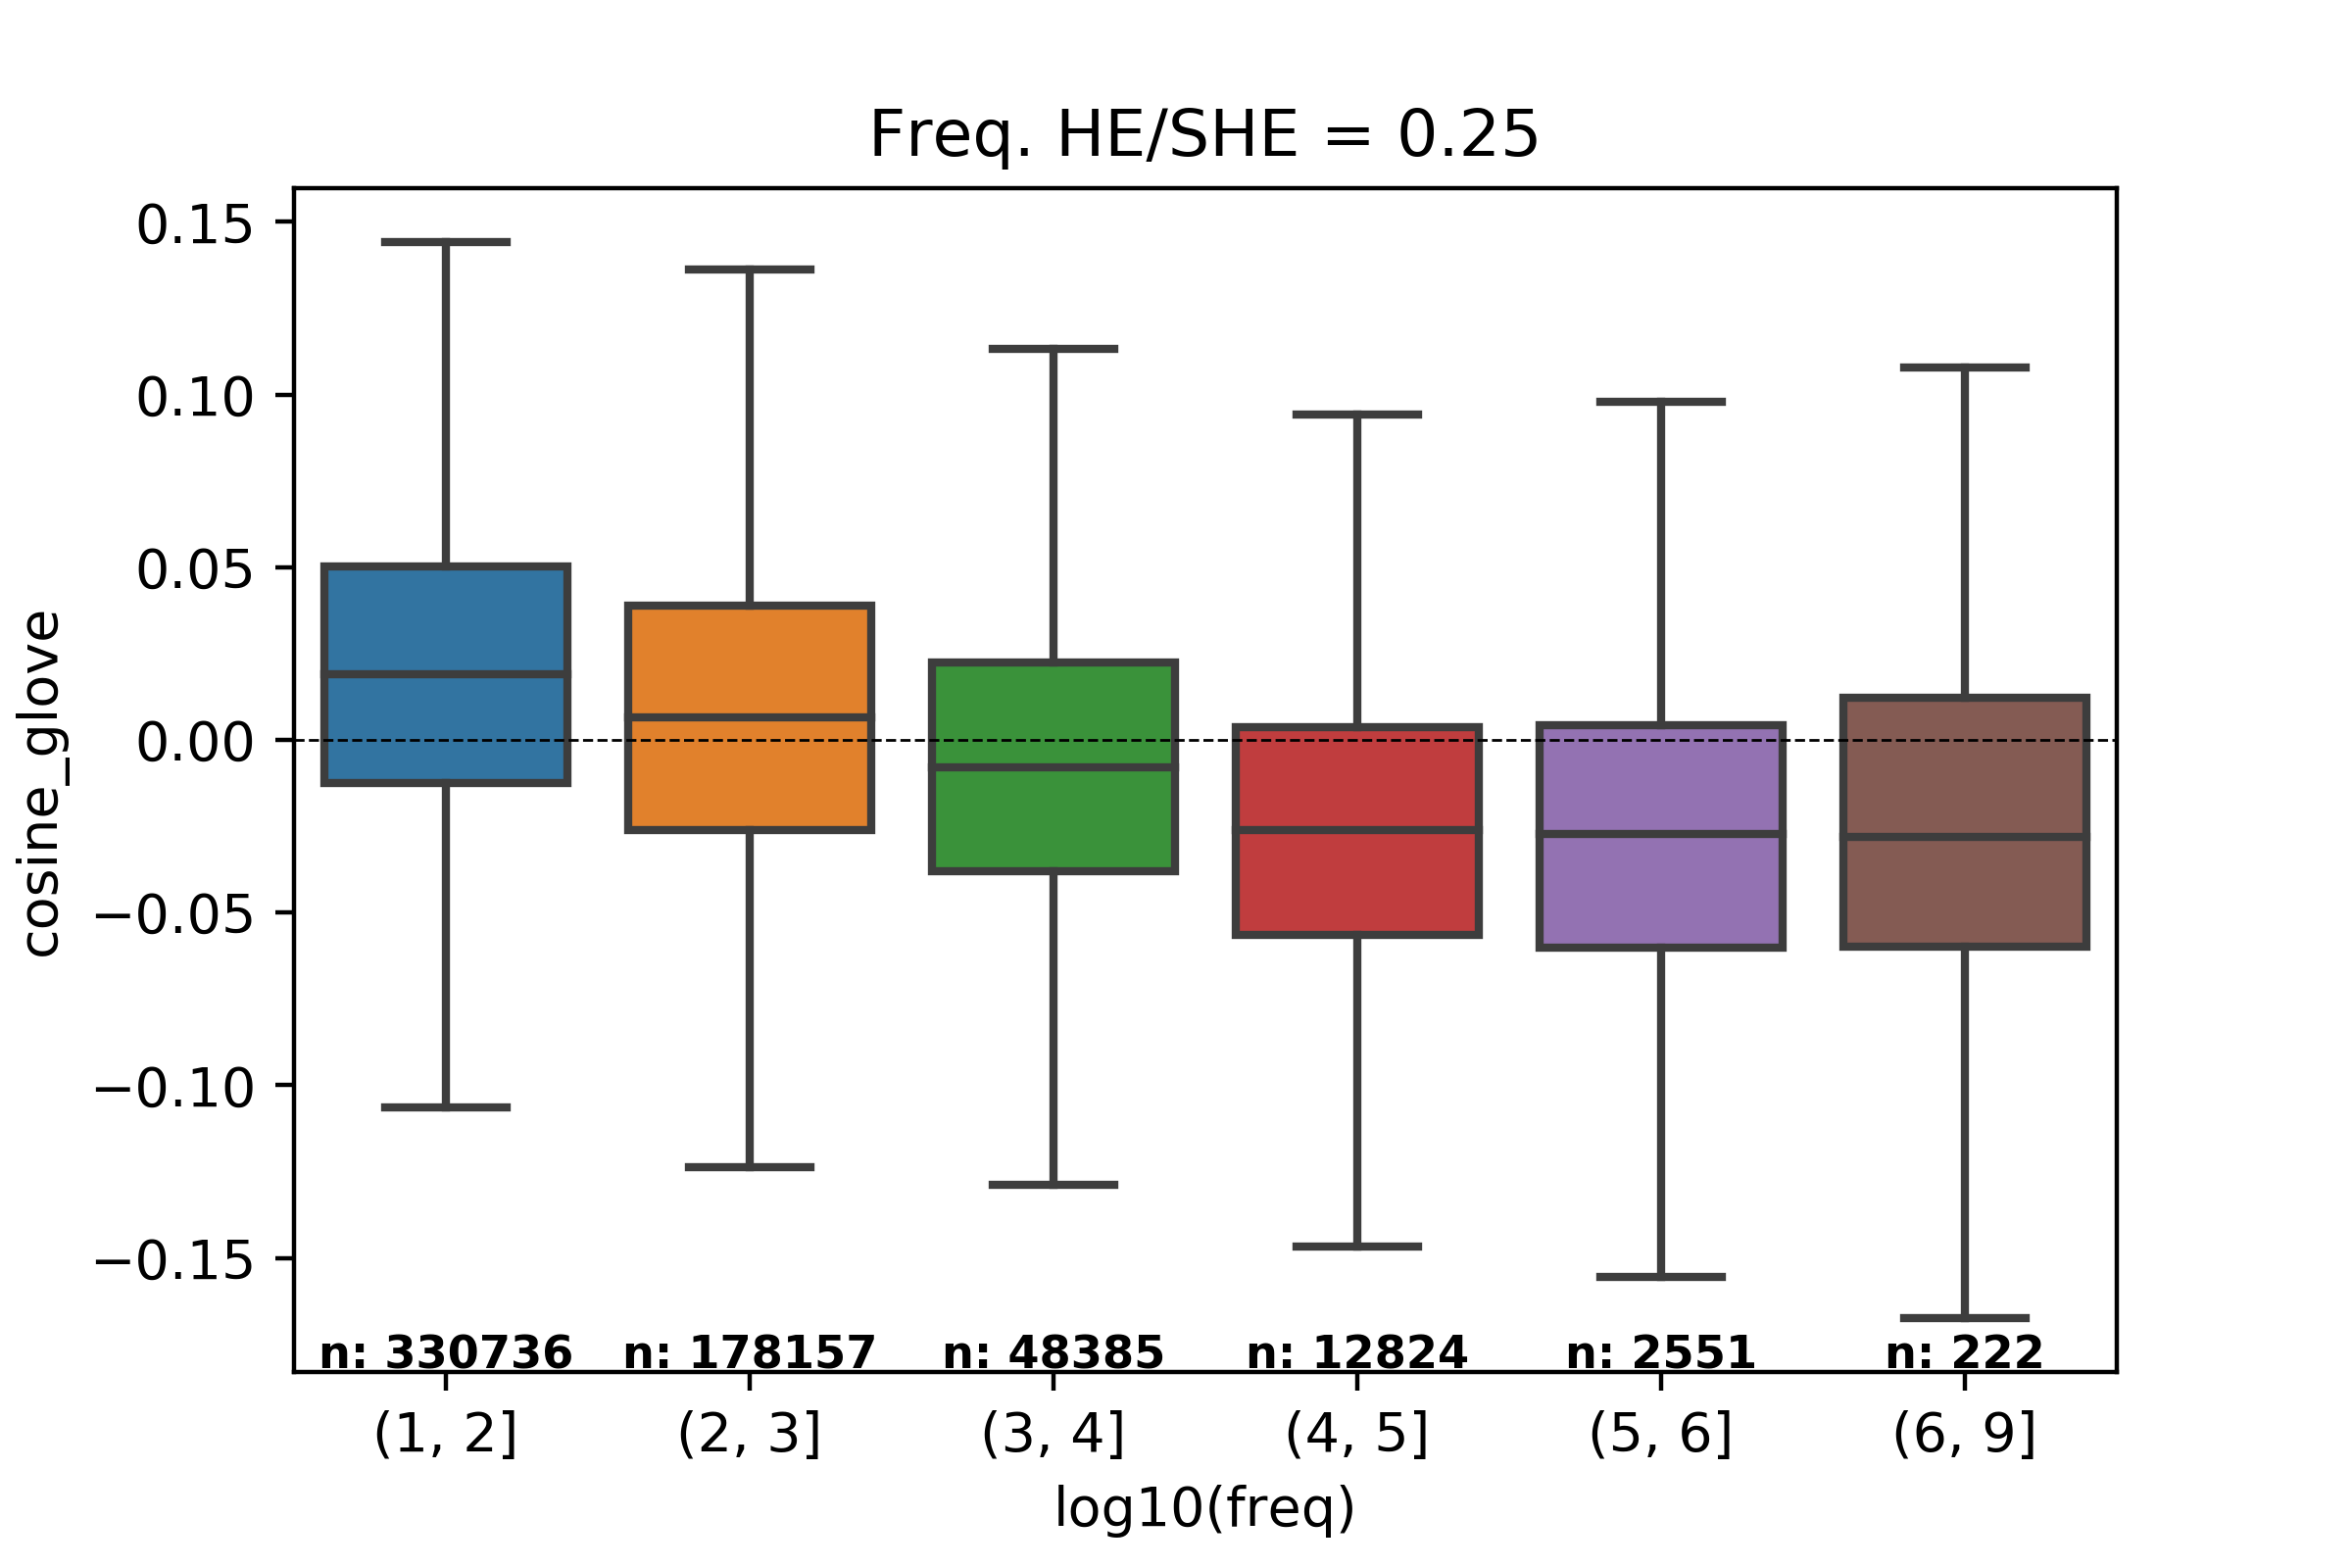 Freq. HE/SHE = 0.25
cosine_glove
0.15
0.10
0.05
0.00
−0.05
−0.10
−0.15
n: 330736 n: 178157 n: 48385 n: 12824 n: 2551 n: 222
(1, 2] (2, 3] (3, 4] (4, 5] (5, 6] (6, 9]
log10(freq)